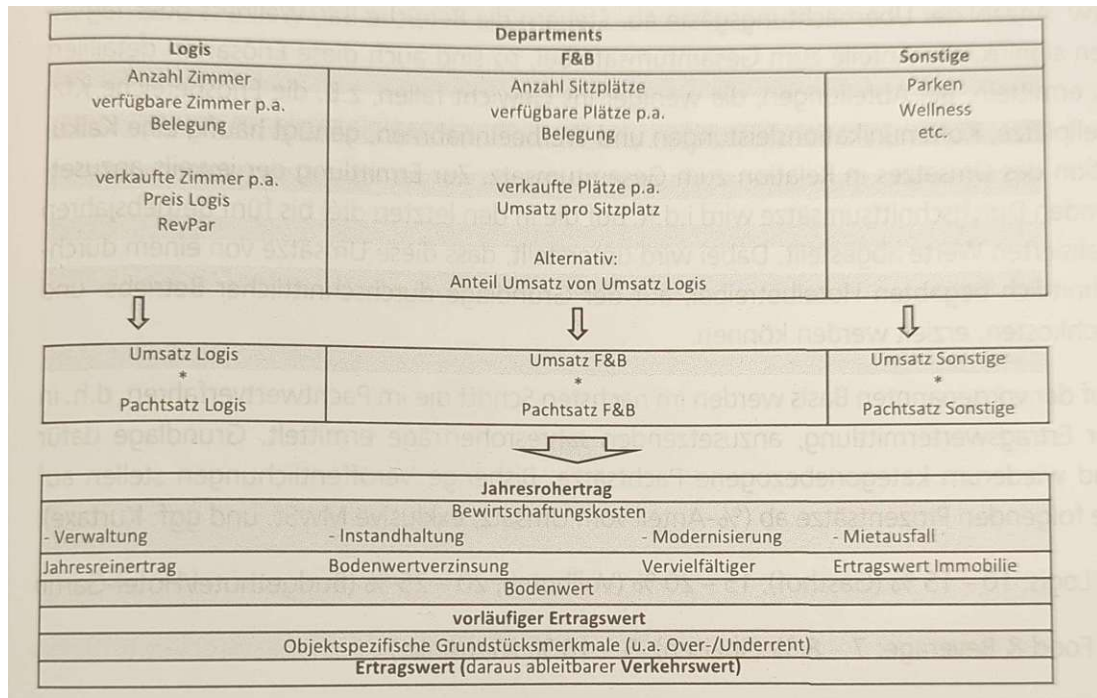 Departments
Logis F&B Sonstige
Anzahl Zimmer Anzahl Sitzplätze Parken
verfügbare Zimmer p.a. verfügbare Plätze p.a. Wellness
Belegung Belegung etc.
verkaufte Zimmer p.a. verkaufte Plätze p.a.
Preis Logis Umsatz pro Sitzplatz
RevPar
Alternativ:
Anteil Umsatz von Umsatz Logis
Umsatz Logis Umsatz F&B Umsatz Sonstige
* * *
Pachtsatz Logis Pachtsatz F&B Pachtsatz Sonstige
Jahresrohertrag
Bewirtschaftungskosten
- Verwaltung - Instandhaltung - Modernisierung - Mietausfall
Jahresreinertrag Bodenwertverzinsung Vervielfältiger Ertragswert Immobilie
Bodenwert
vorläufiger Ertragswert
Objektspezifische Grundstücksmerkmale (u.a. Over-/Underrent)
Ertragswert (daraus ableitbarer Verkehrswert)